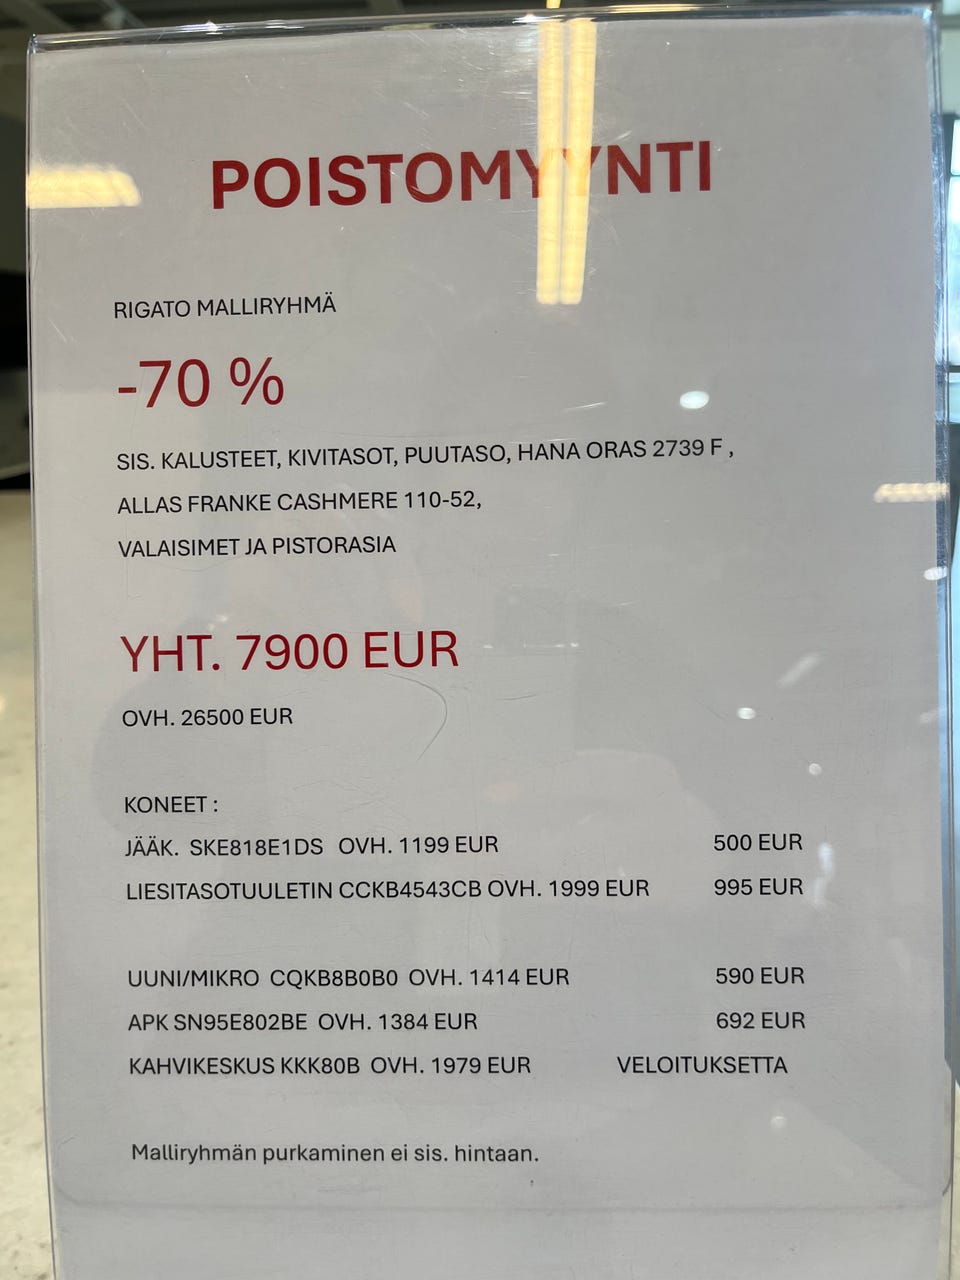 POISTOMYYNTI
RIGATO MALLIRYHMÄ
-70 %
SIS. KALUSTEET, KIVITASOT, PUUTASO, HANA ORAS 2739 F ,
ALLAS FRANKE CASHMERE 110-52,
VALAISIMET JA PISTORASIA
YHT. 7900 EUR
OVH. 26500 EUR
KONEET :
JÄÄK. SKE818E1DS OVH. 1199 EUR 500 EUR
LIESITASOTUULETIN CCKB4543CB OVH. 1999 EUR 995 EUR
UUNI/MIKRO CQKB8B0B0 OVH. 1414 EUR 590 EUR
APK SN95E802BE OVH. 1384 EUR 692 EUR
KAHVIKESKUS KKK80B OVH. 1979 EUR VELOITUKSETTA
Malliryhmän purkaminen ei sis. hintaan.